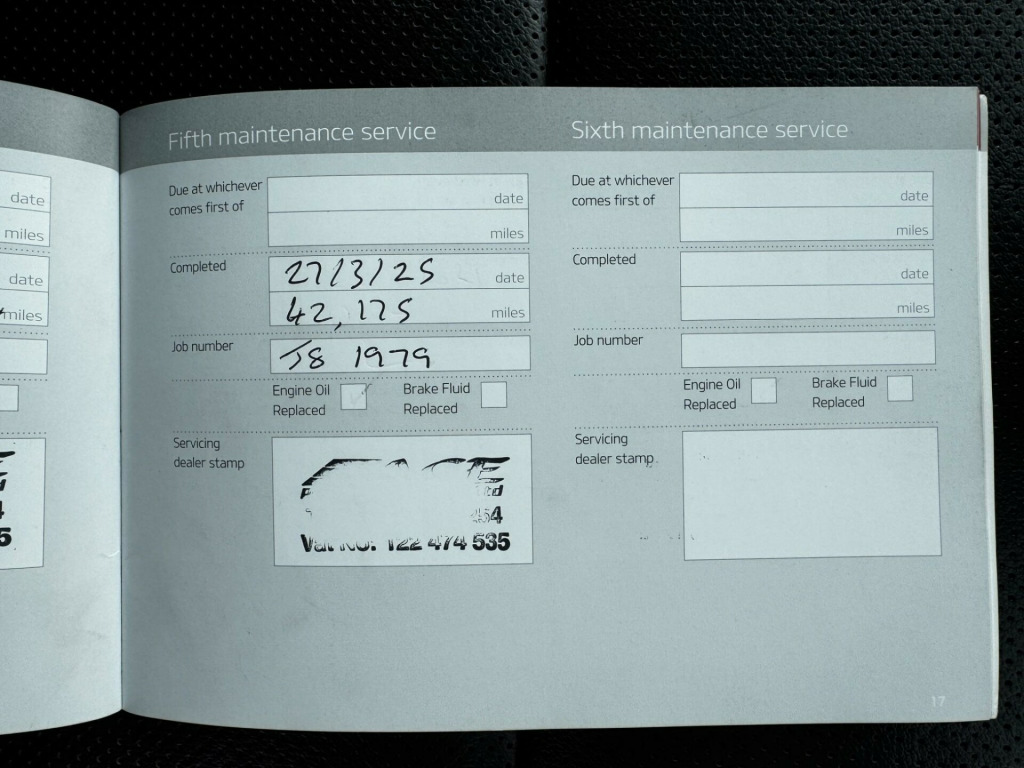 date
miles
date
miles
5
Fifth maintenance service
Due at whichever
comes first of
date
miles
Completed
27/3/25 date
42,175 miles
Job number
J8 1979
Engine Oil
Replaced
Brake Fluid
Replaced
Servicing
dealer stamp
Ltd
Vat No. 122 474 535
Sixth maintenance service
Due at whichever
comes first of
date
miles
Completed
date
miles
Job number
Engine Oil
Replaced
Brake Fluid
Replaced
Servicing
dealer stamp
17